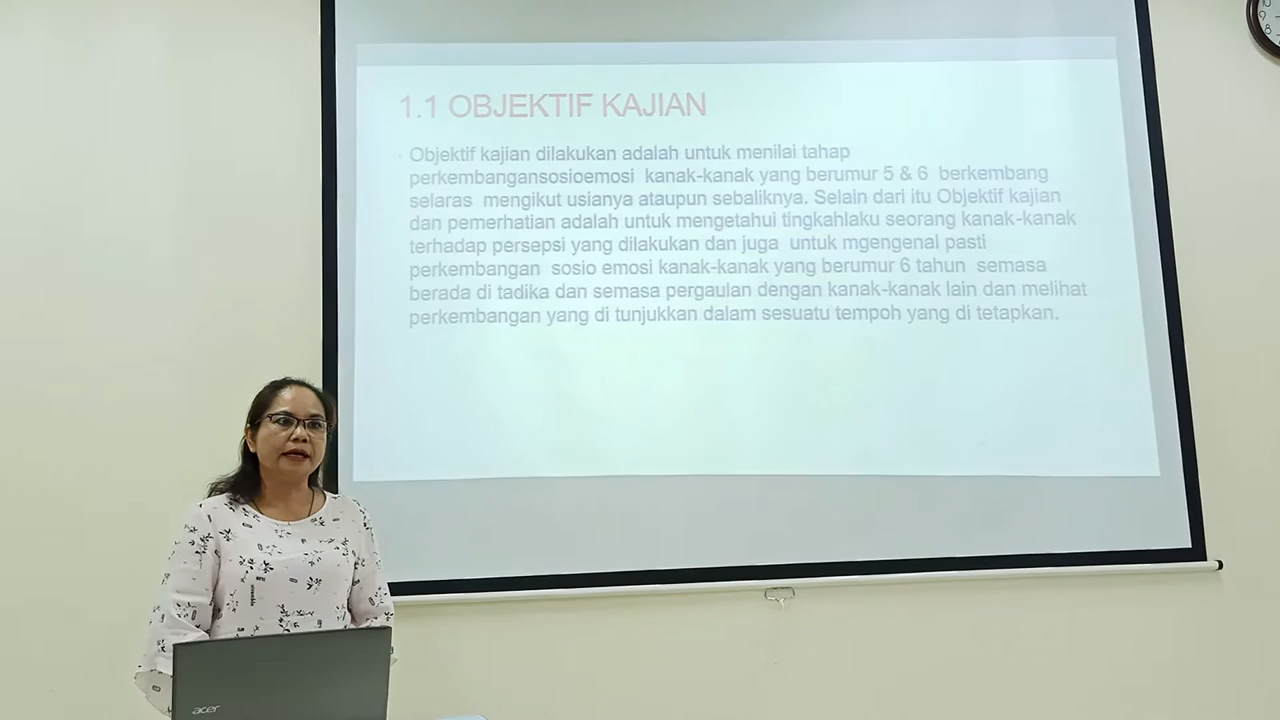 1.1 OBJEKTIF KAJIAN
Objektif kajian dilakukan adalah untuk menilai tahap
perkembangansosioemosi kanak-kanak yang berumur 5 & 6 berkembang
selaras mengikut usianya ataupun sebaliknya. Selain dari itu Objektif kajian
dan pemerhatian adalah untuk mengetahui tingkahlaku seorang kanak-kanak
terhadap persepsi yang dilakukan dan juga untuk mgengenal pasti
perkembangan sosio emosi kanak-kanak yang berumur 6 tahun semasa
berada di tadika dan semasa pergaulan dengan kanak-kanak lain dan melihat
perkembangan yang di tunjukkan dalam sesuatu tempoh yang di tetapkan.
acer
10
9
8